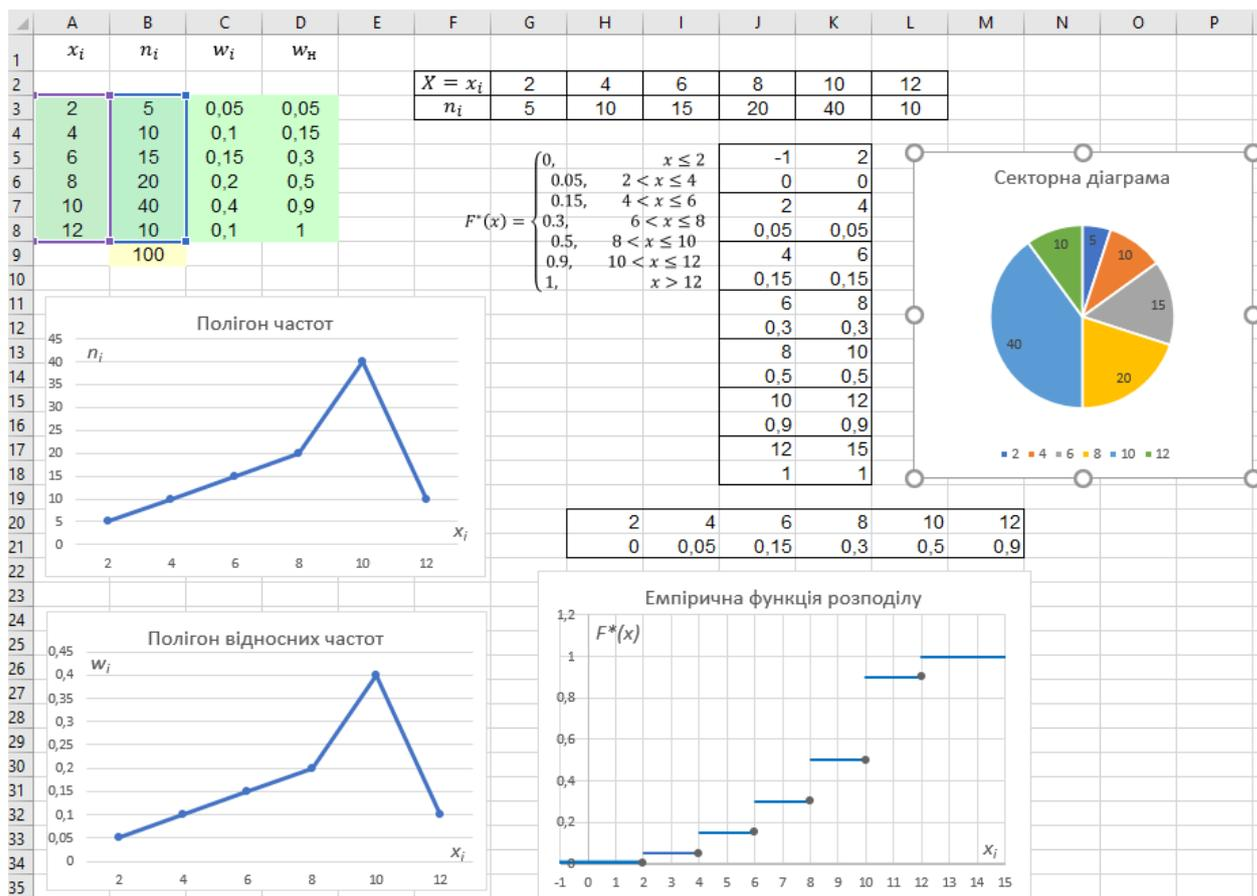 A B C D E F G H I J K L M N O P
1 xᵢ nᵢ wᵢ wн
2 X = xᵢ 2 4 6 8 10 12
3 2 5 0,05 0,05 nᵢ 5 10 15 20 40 10
4 4 10 0,1 0,15
5 6 15 0,15 0,3 0, x ≤ 2 -1 2
6 8 20 0,2 0,5 0.05, 2 < x ≤ 4 0 0
7 10 40 0,4 0,9 0.15, 4 < x ≤ 6 2 4
8 12 10 0,1 1 F*(x) = { 0.3, 6 < x ≤ 8 0,05 0,05
9 100 0.5, 8 < x ≤ 10 4 6
0.9, 10 < x ≤ 12
10 1, x > 12 0,15 0,15
11 6 8
12 0,3 0,3
13 8 10
14 0,5 0,5
15 10 12
16 0,9 0,9
17 12 15
18 1 1
19
20 2 4 6 8 10 12
21 0 0,05 0,15 0,3 0,5 0,9
22
23
24
25
26
27
28
29
30
31
32
33
34
35
Секторна діаграма
5
10
10
15
40
20
2 4 6 8 10 12
Полігон частот
45
nᵢ
40
35
30
25
20
15
10
5
xᵢ
0
2 4 6 8 10 12
Полігон відносних частот
0,45
wᵢ
0,4
0,35
0,3
0,25
0,2
0,15
0,1
0,05
xᵢ
0
2 4 6 8 10 12
Емпірична функція розподілу
1,2
F*(x)
1
0,8
0,6
0,4
0,2
xᵢ
0
-1 0 1 2 3 4 5 6 7 8 9 10 11 12 13 14 15